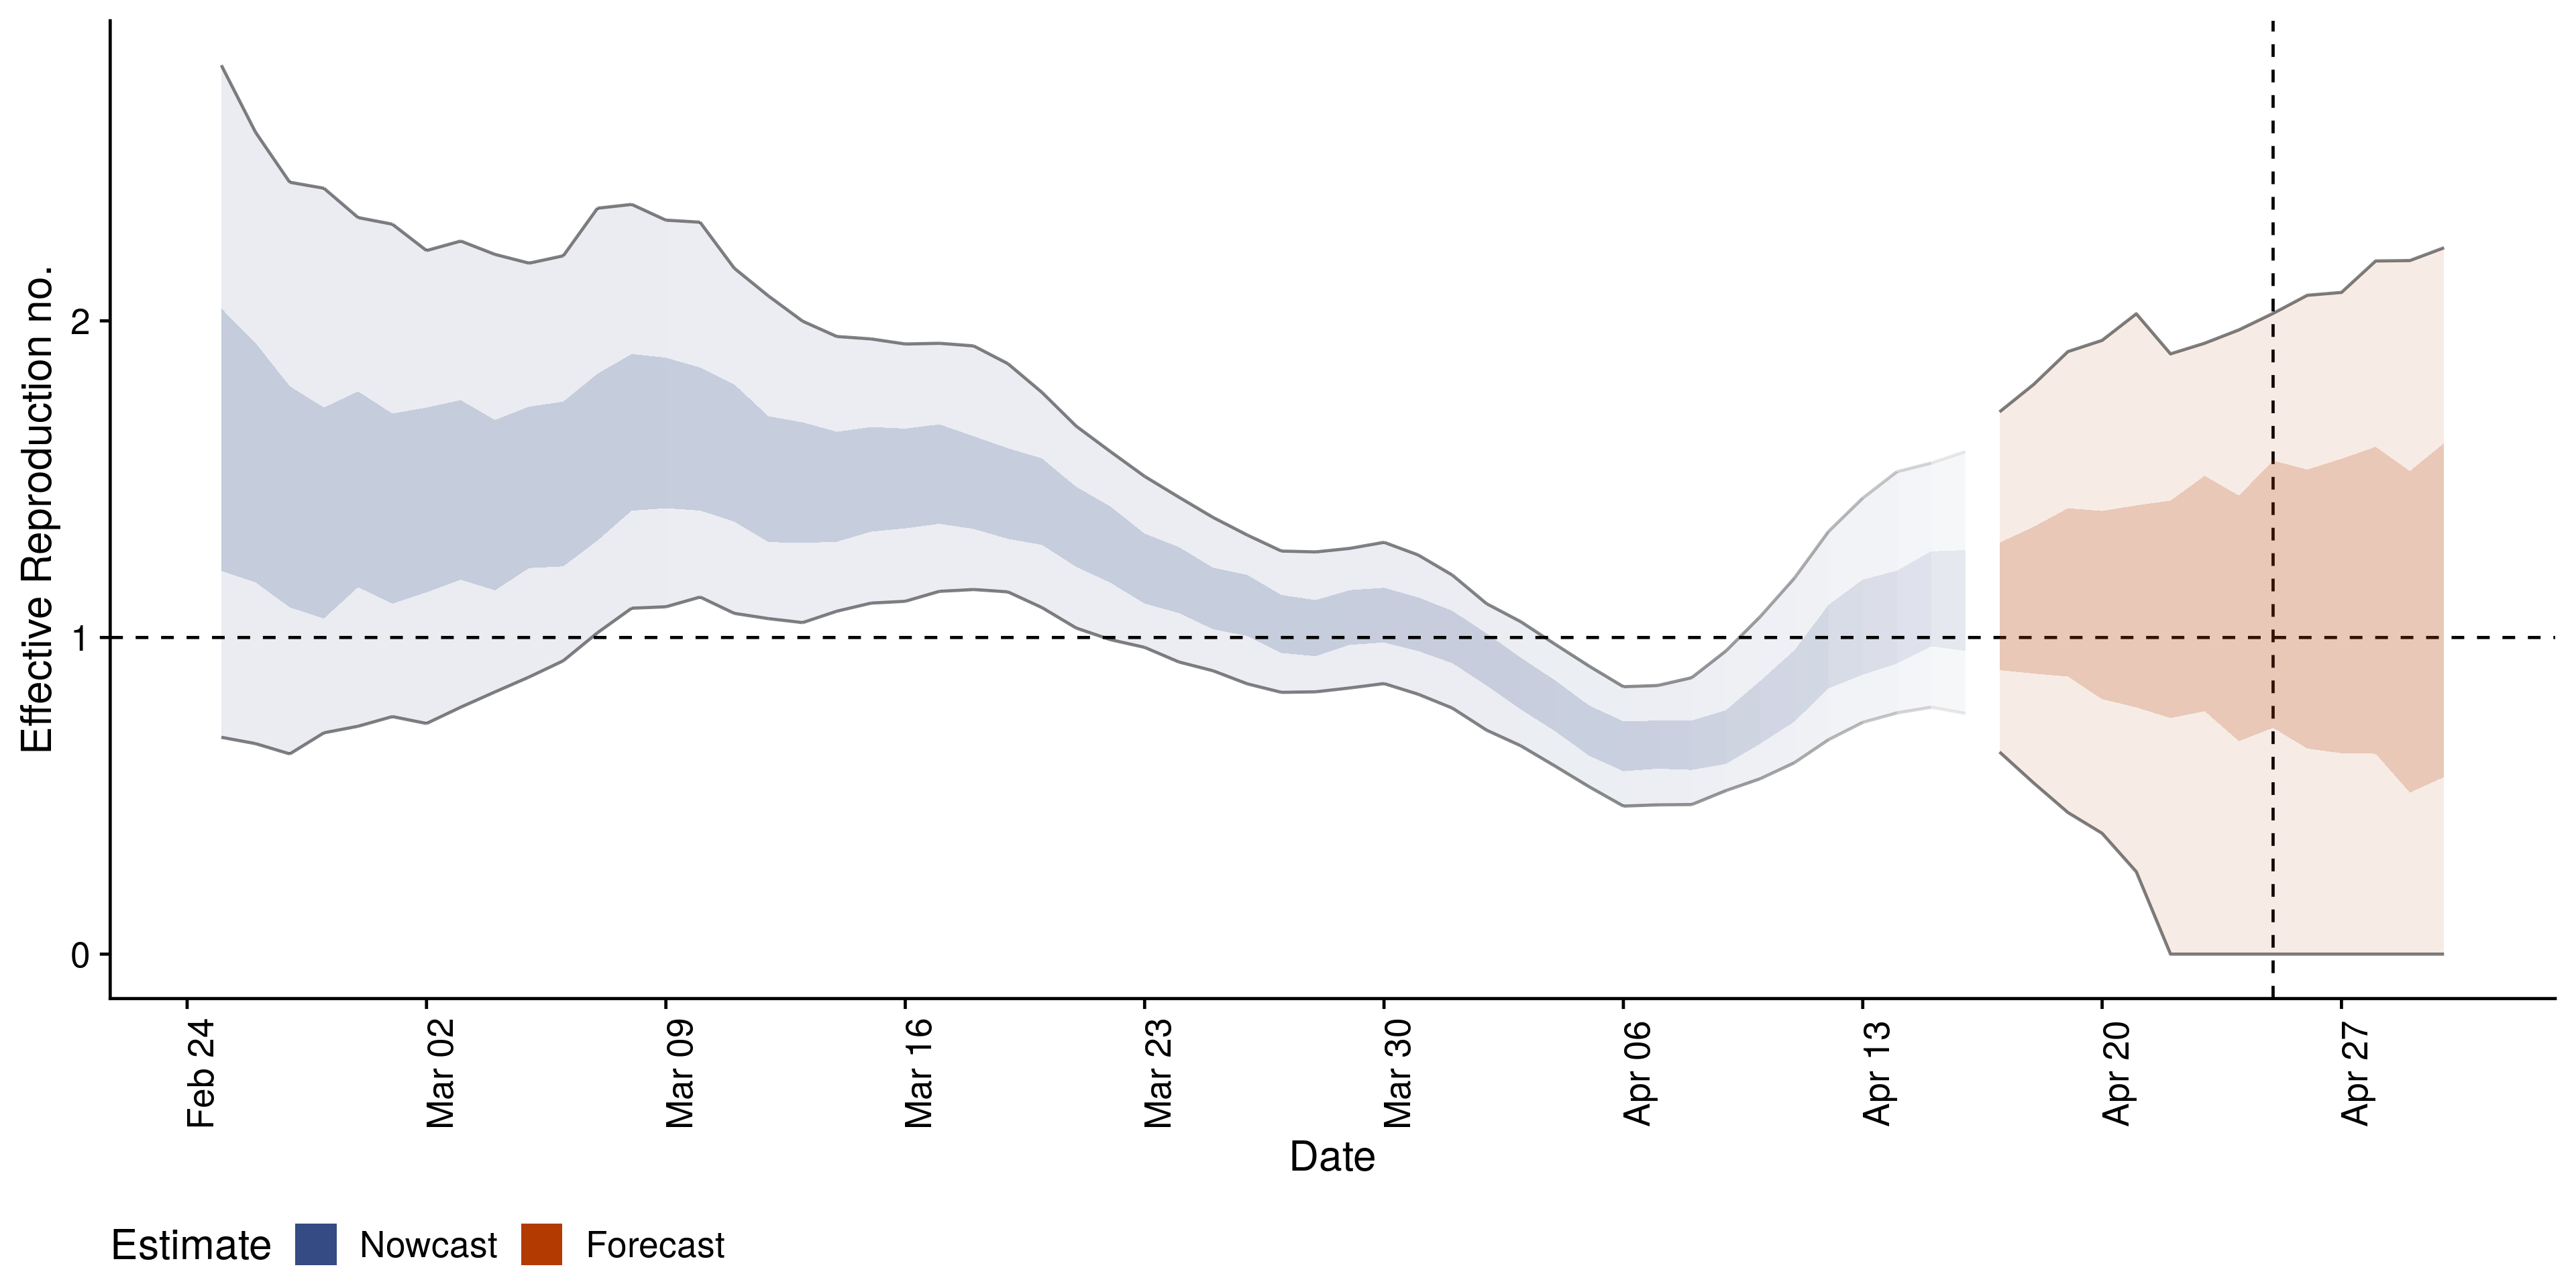 Effective Reproduction no.
2
1
0
Feb 24
Mar 02
Mar 09
Mar 16
Mar 23
Mar 30
Apr 06
Apr 13
Apr 20
Apr 27
Date
Estimate Nowcast Forecast